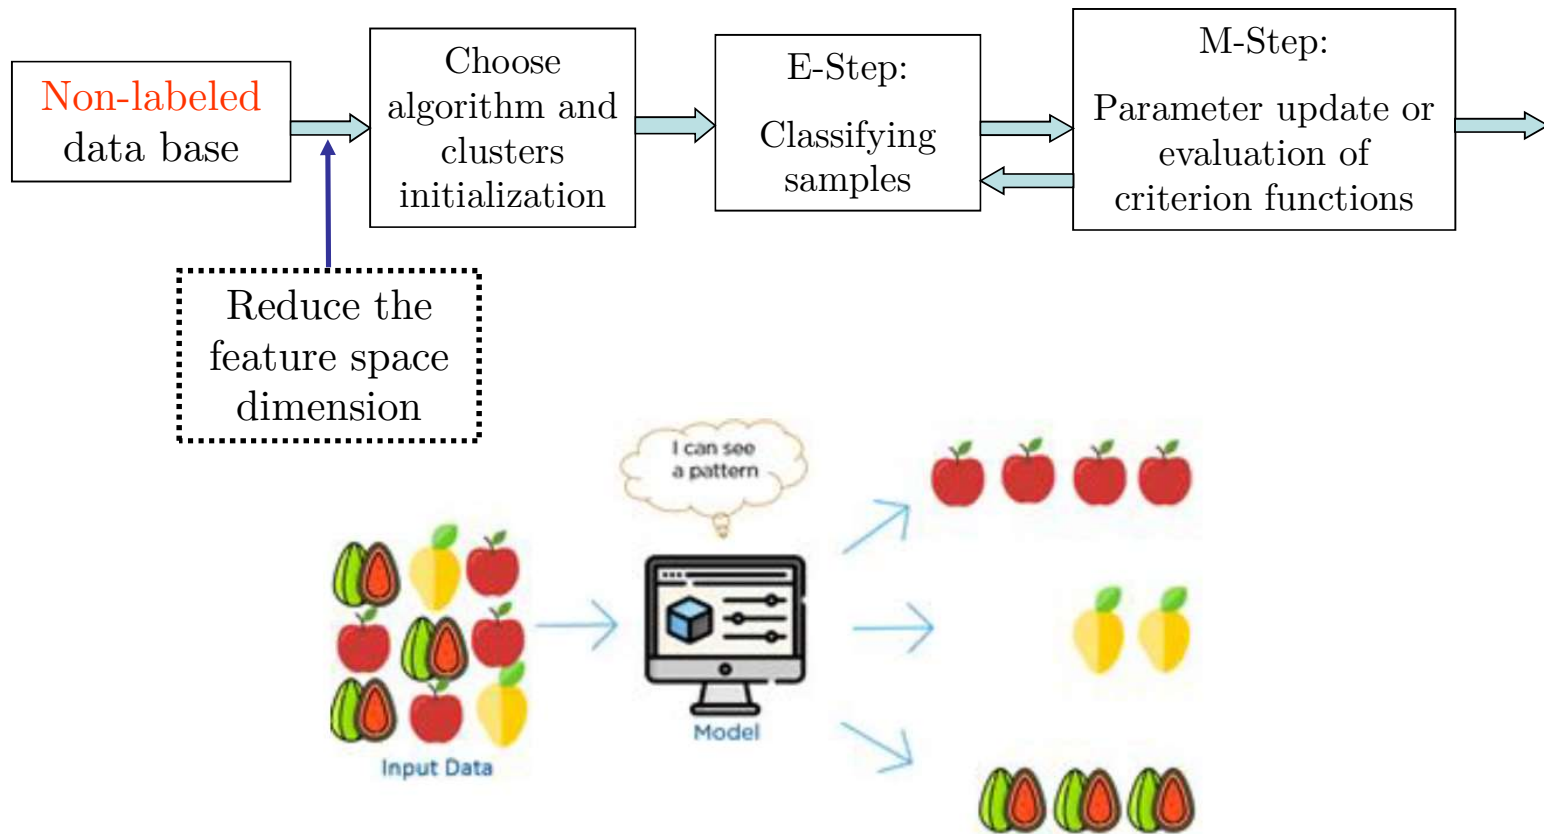 Non-labeled
data base
Choose
algorithm and
clusters
initialization
E-Step:
Classifying
samples
M-Step:
Parameter update or
evaluation of
criterion functions
Reduce the
feature space
dimension
I can see
a pattern
Model
Input Data